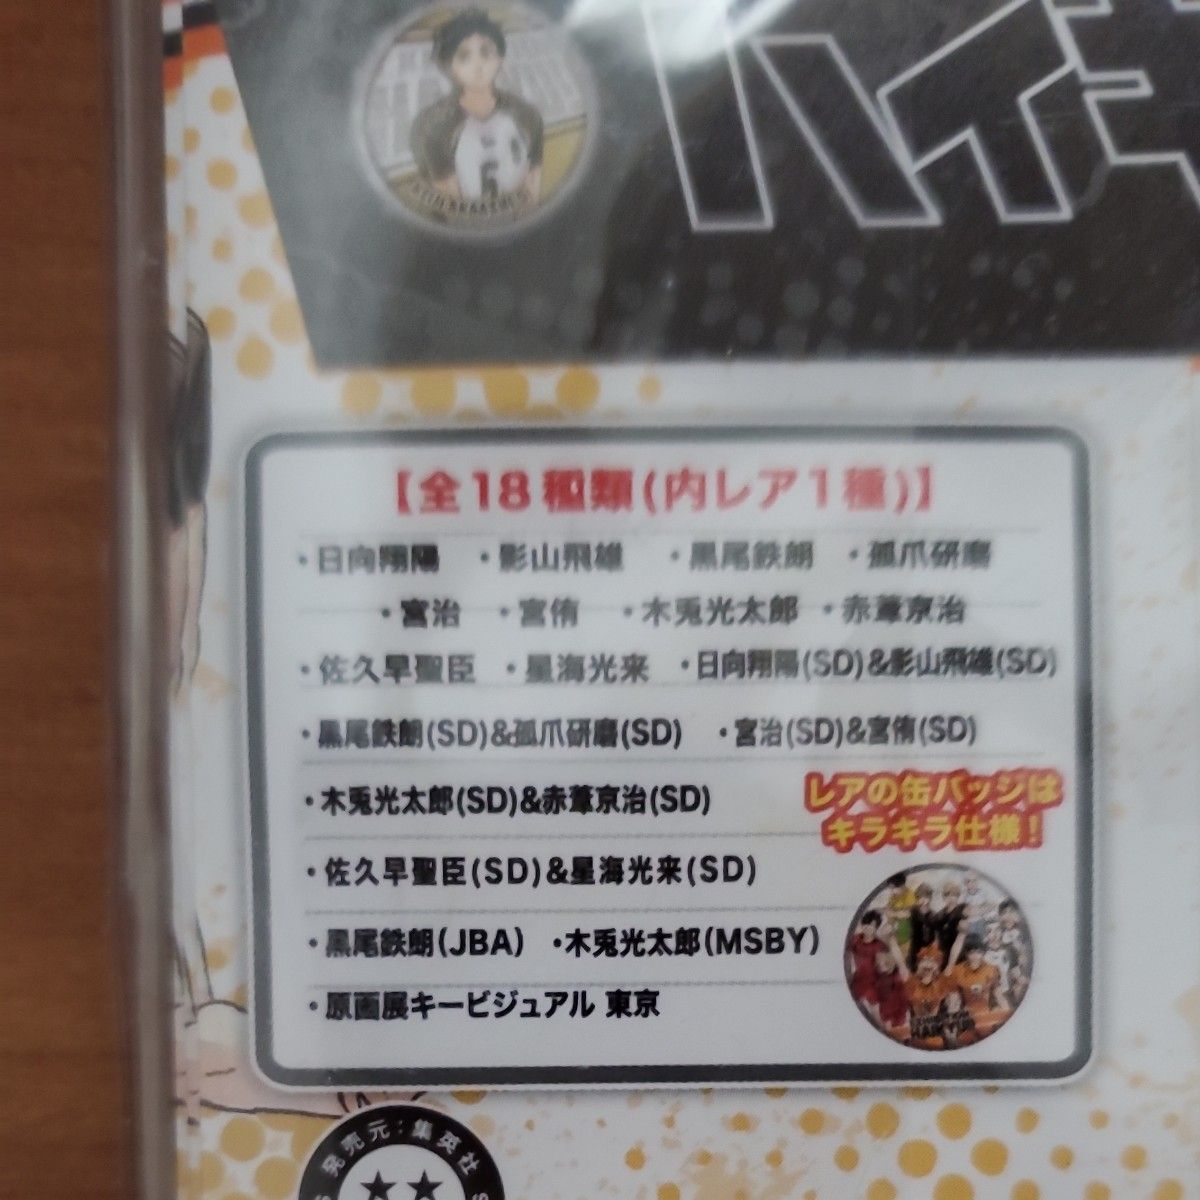 ハイキ
【全18種類(内レア1種)】
・日向翔陽 ・影山飛雄 ・黒尾鉄朗 ・孤爪研磨
・宮治 ・宮侑 ・木兎光太郎 ・赤葦京治
・佐久早聖臣 ・星海光来 ・日向翔陽(SD)&影山飛雄(SD)
・黒尾鉄朗(SD)&孤爪研磨(SD) ・宮治(SD)&宮侑(SD)
・木兎光太郎(SD)&赤葦京治(SD)
レアの缶バッジは
キラキラ仕様!
・佐久早聖臣(SD)&星海光来(SD)
・黒尾鉄朗(JBA) ・木兎光太郎(MSBY)
・原画展キービジュアル 東京
発売元:集英社